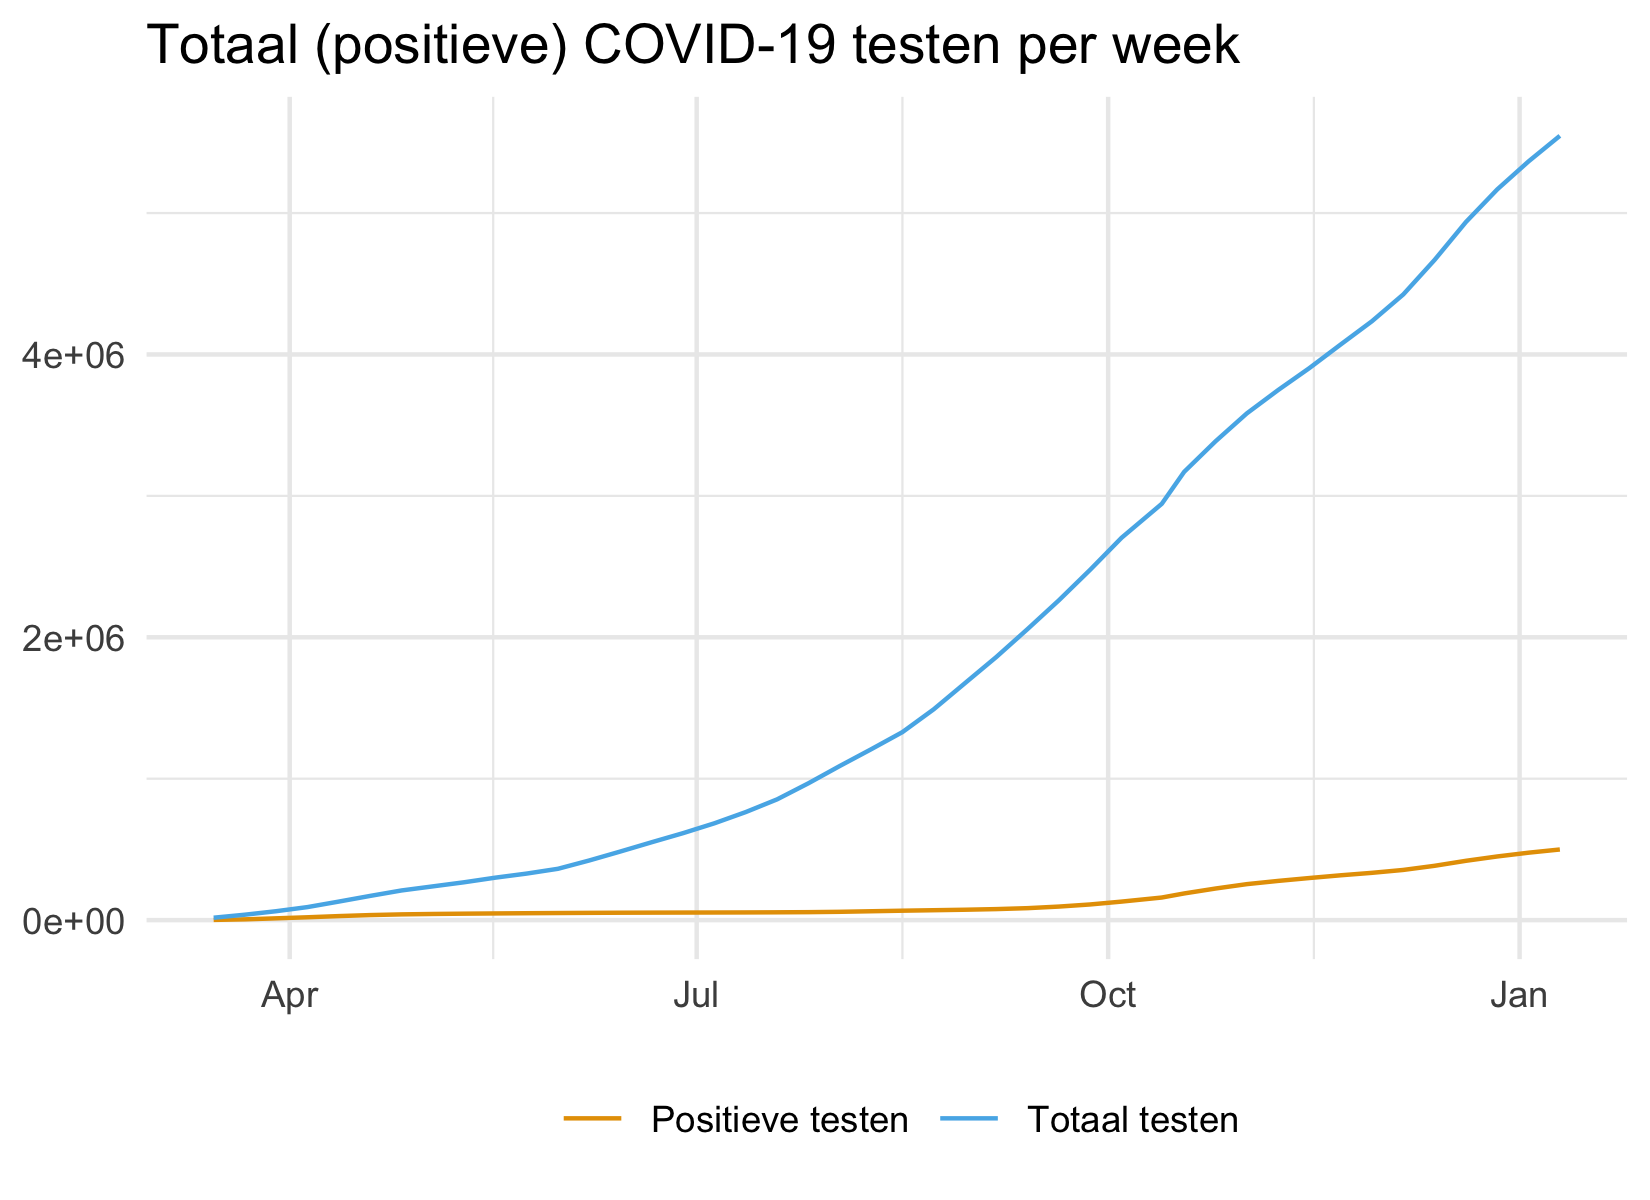 Totaal (positieve) COVID-19 testen per week
4e+06
2e+06
0e+00
Apr Jul Oct Jan
Positieve testen Totaal testen